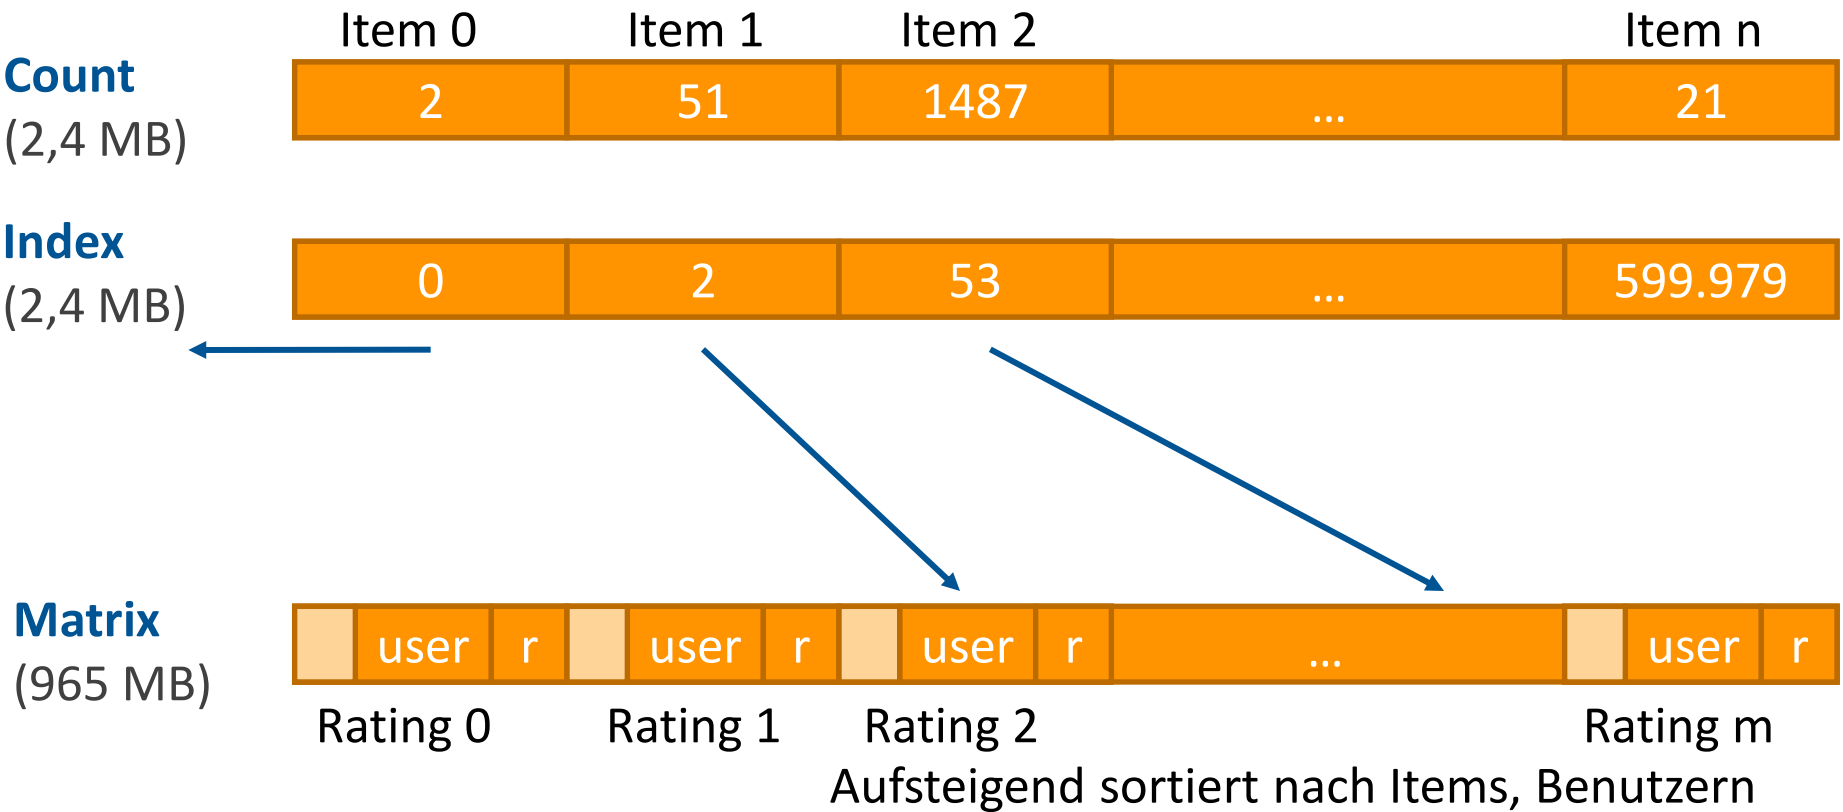 Item 0 Item 1 Item 2 Item n
Count 2 51 1487 ... 21
(2,4 MB)
Index 0 2 53 ... 599.979
(2,4 MB)
Matrix user r user r user r ... user r
(965 MB)
Rating 0 Rating 1 Rating 2 Rating m
Aufsteigend sortiert nach Items, Benutzern